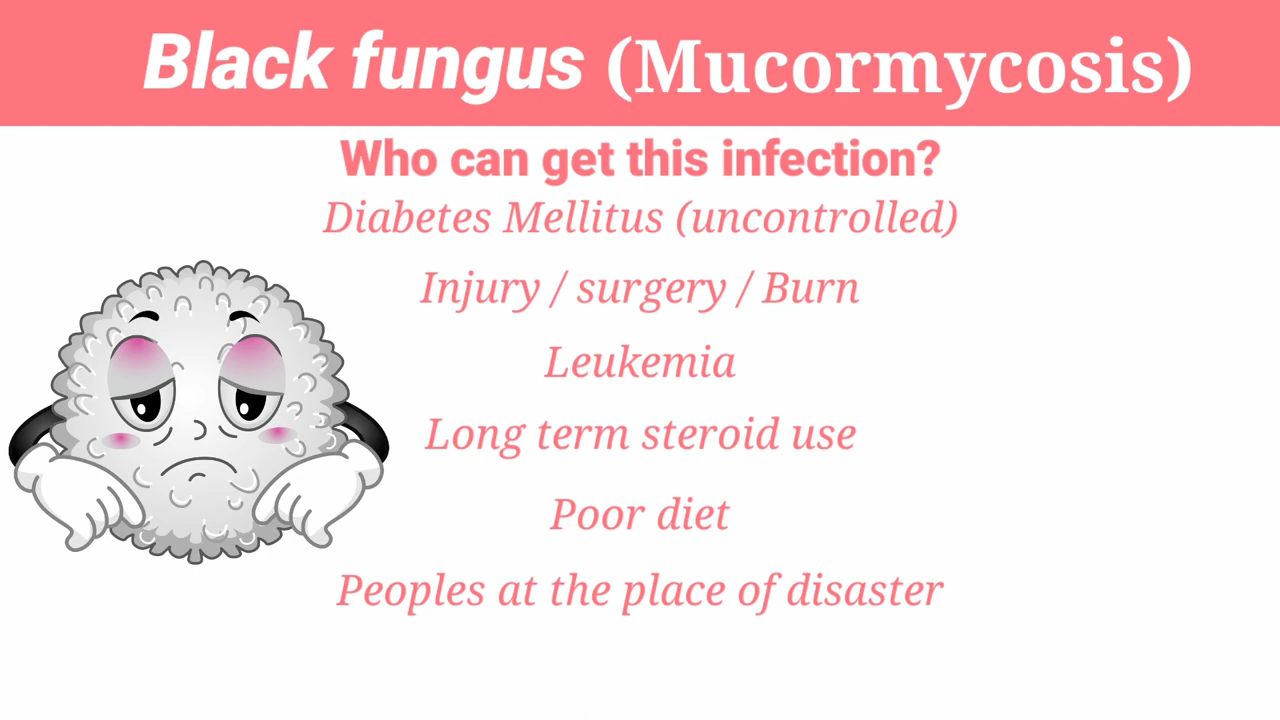 Black fungus (Mucormycosis)
Who can get this infection?
Diabetes Mellitus (uncontrolled)
Injury / surgery / Burn
Leukemia
Long term steroid use
Poor diet
Peoples at the place of disaster